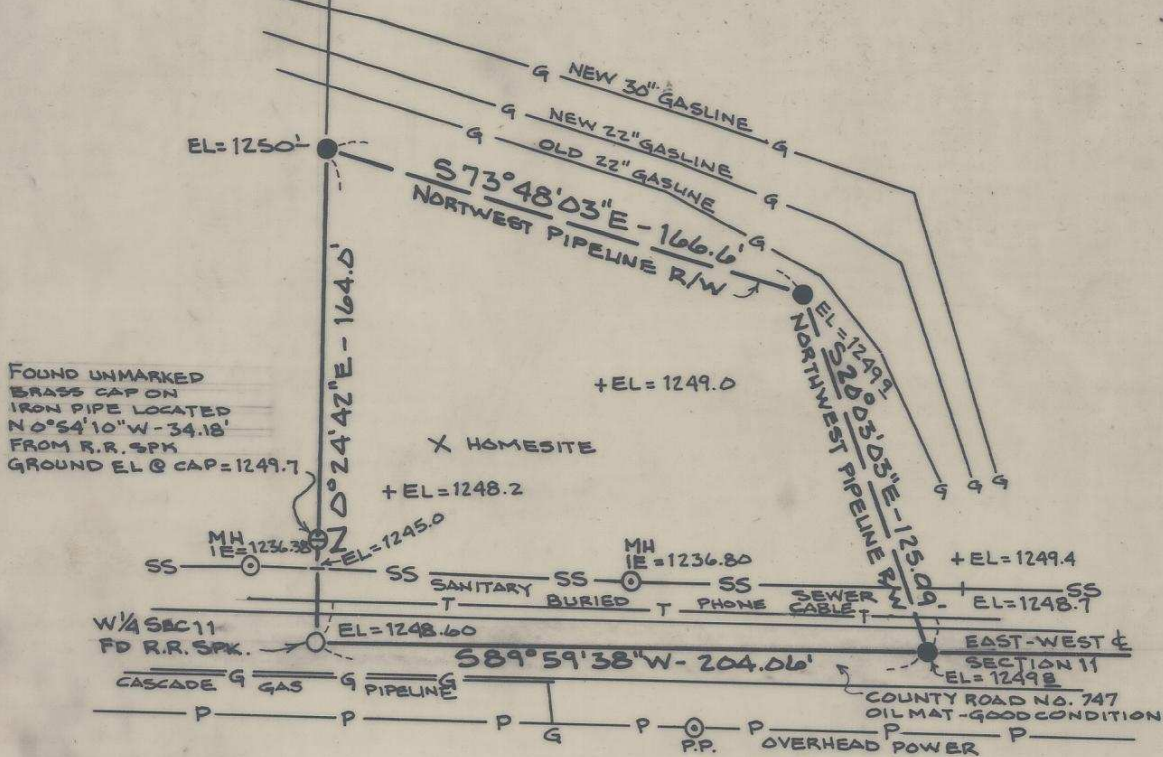 G NEW 30" GASLINE G
G NEW 22" GASLINE G
G OLD 22" GASLINE G
EL=1250'
S73°48'03"E - 166.6'
NORTHWEST PIPELINE R/W
N0°24'42"E - 164.0'
EL=1249.9
S20°03'03"E - 125.09'
NORTHWEST PIPELINE R/W
G G G
FOUND UNMARKED
BRASS CAP ON
IRON PIPE LOCATED
N0°54'10"W-34.18'
FROM R.R. SPK
GROUND EL @ CAP=1249.7
+EL=1249.0
X HOMESITE
+EL=1248.2
EL=1245.0
MH
IE=1236.38
MH
IE=1236.80
+EL=1249.4
SS SS SANITARY SS SS SEWER SS
EL=1248.7
T BURIED T PHONE CABLE T
W¼ SEC 11
FD R.R. SPK.
EL=1248.60
S89°59'38"W-204.06'
EAST-WEST ℄
SECTION 11
EL=1249.8
CASCADE G GAS G PIPELINE G
COUNTY ROAD NO. 747
OIL MAT-GOOD CONDITION
G
P P P P P P P
P.P.
OVERHEAD POWER